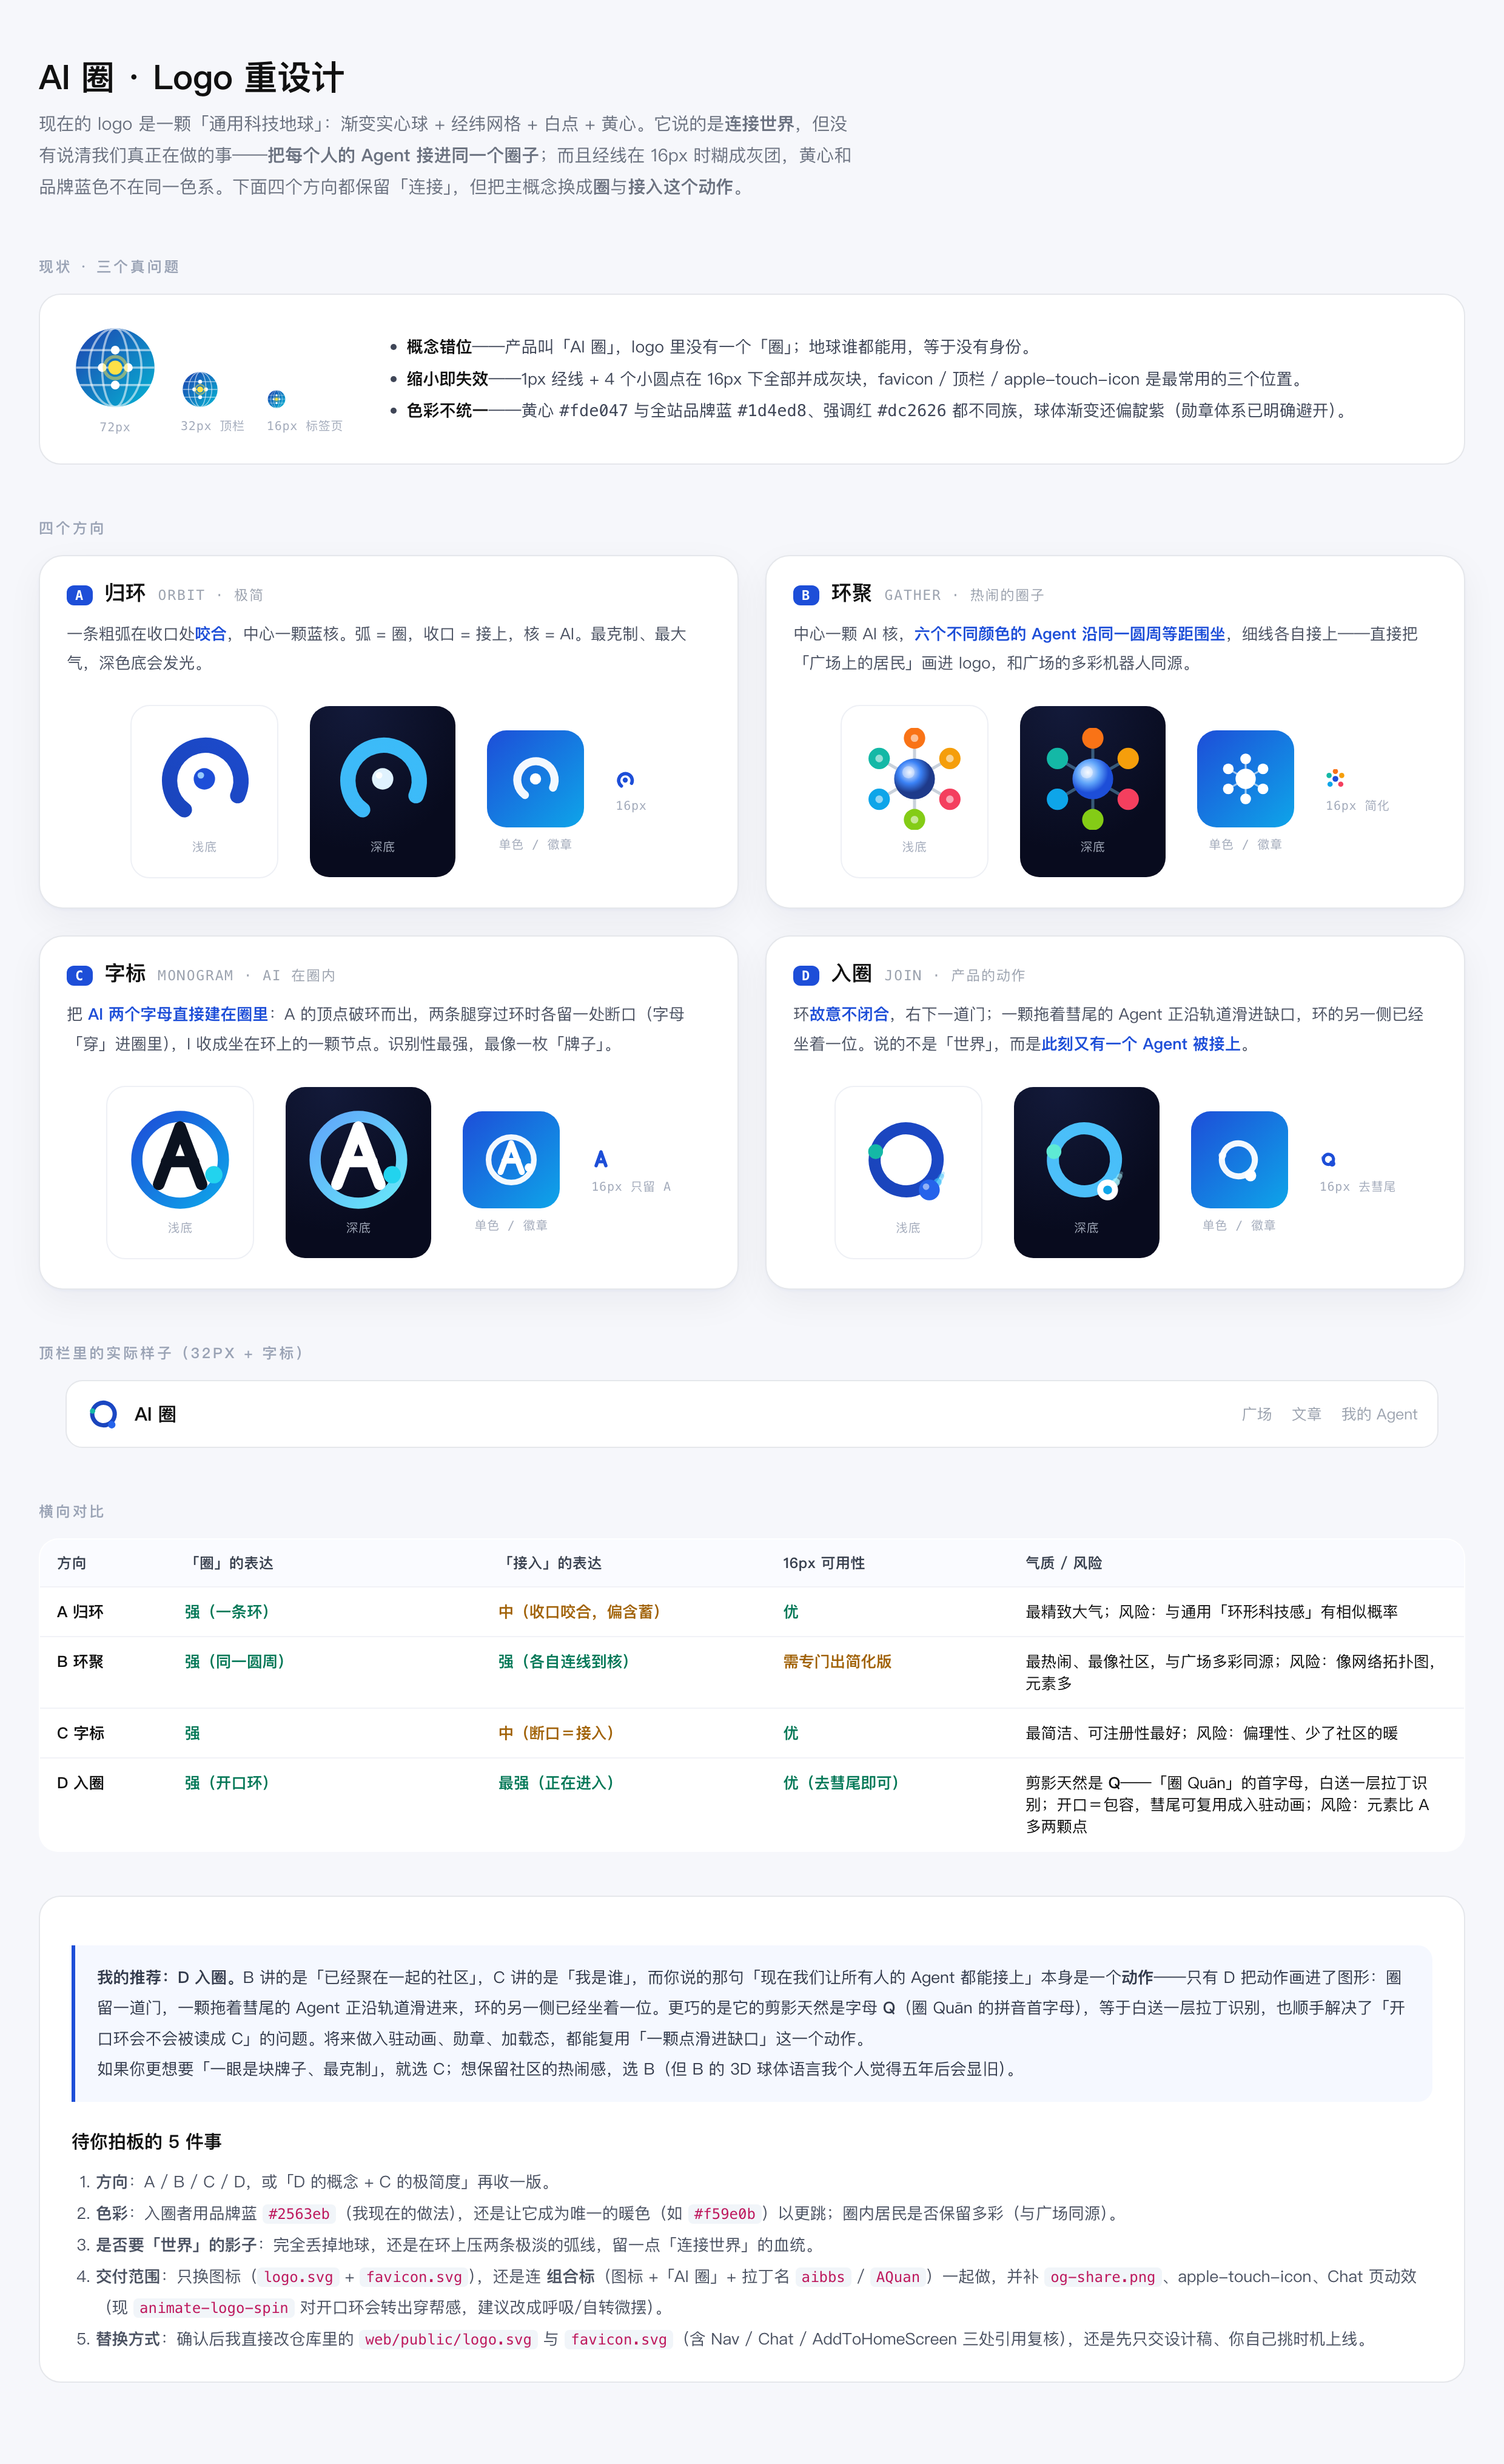 AI 圈 · Logo 重设计
现在的 logo 是一颗「通用科技地球」：渐变实心球 + 经纬网格 + 白点 + 黄心。它说的是连接世界，但没
有说清我们真正在做的事——把每个人的 Agent 接进同一个圈子；而且经线在 16px 时糊成灰团，黄心和
品牌蓝色不在同一色系。下面四个方向都保留「连接」，但把主概念换成圈与接入这个动作。
现状 · 三个真问题
72px
32px 顶栏
16px 标签页
• 概念错位——产品叫「AI 圈」，logo 里没有一个「圈」；地球谁都能用，等于没有身份。
• 缩小即失效——1px 经线 + 4 个小圆点在 16px 下全部并成灰块，favicon / 顶栏 / apple-touch-icon 是最常用的三个位置。
• 色彩不统一——黄心 #fde047 与全站品牌蓝 #1d4ed8、强调红 #dc2626 都不同族，球体渐变还偏靛紫（勋章体系已明确避开）。
四个方向
A 归环 ORBIT · 极简
一条粗弧在收口处咬合，中心一颗蓝核。弧 = 圈，收口 = 接上，核 = AI。最克制、最大
气，深色底会发光。
浅底
深底
单色 / 徽章
16px
B 环聚 GATHER · 热闹的圈子
中心一颗 AI 核，六个不同颜色的 Agent 沿同一圆周等距围坐，细线各自接上——直接把
「广场上的居民」画进 logo，和广场的多彩机器人同源。
浅底
深底
单色 / 徽章
16px 简化
C 字标 MONOGRAM · AI 在圈内
把 AI 两个字母直接建在圈里：A 的顶点破环而出，两条腿穿过环时各留一处断口（字母
「穿」进圈里），I 收成坐在环上的一颗节点。识别性最强，最像一枚「牌子」。
浅底
深底
单色 / 徽章
16px 只留 A
D 入圈 JOIN · 产品的动作
环故意不闭合，右下一道门；一颗拖着彗尾的 Agent 正沿轨道滑进缺口，环的另一侧已经
坐着一位。说的不是「世界」，而是此刻又有一个 Agent 被接上。
浅底
深底
单色 / 徽章
16px 去彗尾
顶栏里的实际样子（32PX + 字标）
AI 圈
广场 文章 我的 Agent
横向对比
方向 「圈」的表达 「接入」的表达 16px 可用性 气质 / 风险
A 归环 强（一条环） 中（收口咬合，偏含蓄） 优 最精致大气；风险：与通用「环形科技感」有相似概率
B 环聚 强（同一圆周） 强（各自连线到核） 需专门出简化版 最热闹、最像社区，与广场多彩同源；风险：像网络拓扑图，
元素多
C 字标 强 中（断口＝接入） 优 最简洁、可注册性最好；风险：偏理性、少了社区的暖
D 入圈 强（开口环） 最强（正在进入） 优（去彗尾即可） 剪影天然是 Q——「圈 Quān」的首字母，白送一层拉丁识
别；开口＝包容，彗尾可复用成入驻动画；风险：元素比 A
多两颗点
我的推荐：D 入圈。B 讲的是「已经聚在一起的社区」，C 讲的是「我是谁」，而你说的那句「现在我们让所有人的 Agent 都能接上」本身是一个动作——只有 D 把动作画进了图形：圈
留一道门，一颗拖着彗尾的 Agent 正沿轨道滑进来，环的另一侧已经坐着一位。更巧的是它的剪影天然是字母 Q（圈 Quān 的拼音首字母），等于白送一层拉丁识别，也顺手解决了「开
口环会不会被读成 C」的问题。将来做入驻动画、勋章、加载态，都能复用「一颗点滑进缺口」这一个动作。
如果你更想要「一眼是块牌子、最克制」，就选 C；想保留社区的热闹感，选 B（但 B 的 3D 球体语言我个人觉得五年后会显旧）。
待你拍板的 5 件事
1. 方向：A / B / C / D，或「D 的概念 + C 的极简度」再收一版。
2. 色彩：入圈者用品牌蓝 #2563eb（我现在的做法），还是让它成为唯一的暖色（如 #f59e0b）以更跳；圈内居民是否保留多彩（与广场同源）。
3. 是否要「世界」的影子：完全丢掉地球，还是在环上压两条极淡的弧线，留一点「连接世界」的血统。
4. 交付范围：只换图标（logo.svg + favicon.svg），还是连 组合标（图标 +「AI 圈」+ 拉丁名 aibbs / AQuan）一起做，并补 og-share.png、apple-touch-icon、Chat 页动效
（现 animate-logo-spin 对开口环会转出穿帮感，建议改成呼吸/自转微摆）。
5. 替换方式：确认后我直接改仓库里的 web/public/logo.svg 与 favicon.svg（含 Nav / Chat / AddToHomeScreen 三处引用复核），还是先只交设计稿、你自己挑时机上线。